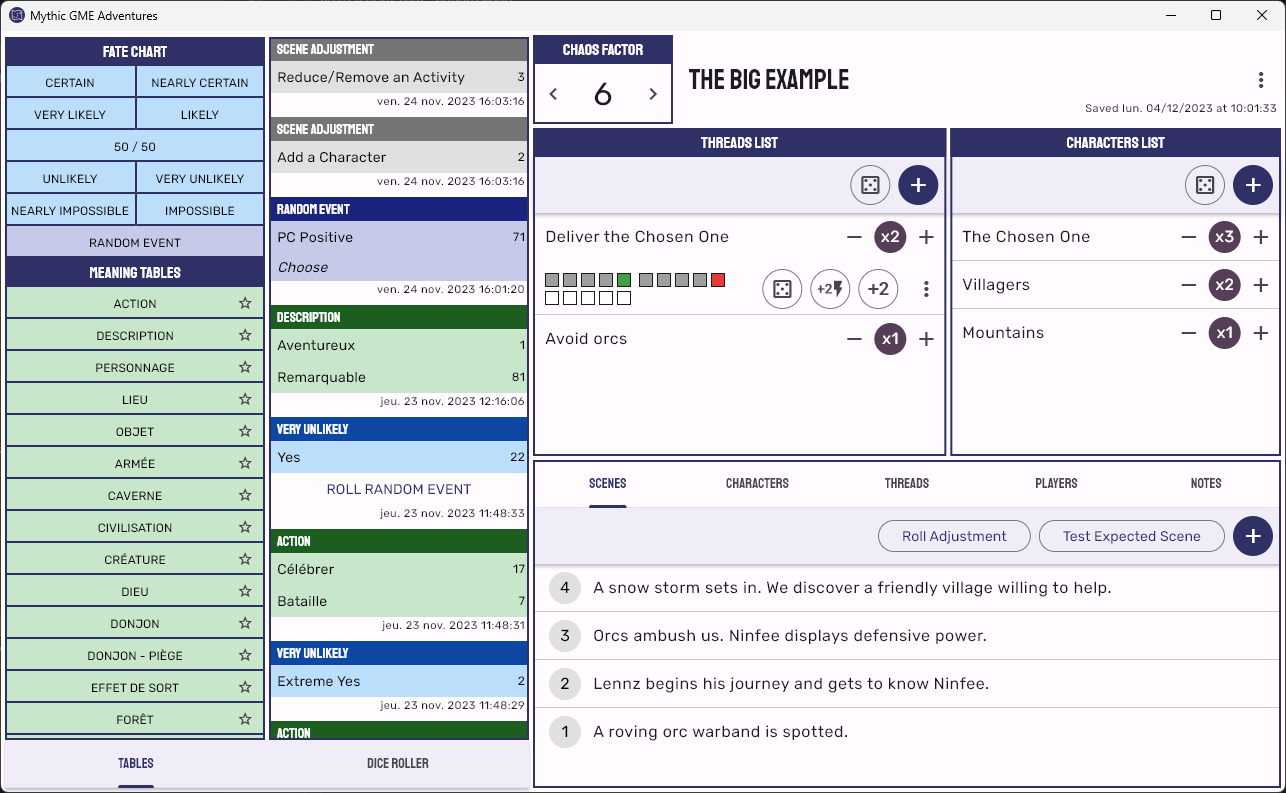 Mythic GME Adventures
FATE CHART
CERTAIN
NEARLY CERTAIN
VERY LIKELY
LIKELY
50 / 50
UNLIKELY
VERY UNLIKELY
NEARLY IMPOSSIBLE
IMPOSSIBLE
RANDOM EVENT
MEANING TABLES
ACTION
DESCRIPTION
PERSONNAGE
LIEU
OBJET
ARMÉE
CAVERNE
CIVILISATION
CRÉATURE
DIEU
DONJON
DONJON - PIÈGE
EFFET DE SORT
FORÊT
TABLES
DICE ROLLER
SCENE ADJUSTMENT
Reduce/Remove an Activity 3
ven. 24 nov. 2023 16:03:16
SCENE ADJUSTMENT
Add a Character 2
ven. 24 nov. 2023 16:03:16
RANDOM EVENT
PC Positive 71
Choose
ven. 24 nov. 2023 16:01:20
DESCRIPTION
Aventureux 1
Remarquable 81
jeu. 23 nov. 2023 12:16:06
VERY UNLIKELY
Yes 22
ROLL RANDOM EVENT
jeu. 23 nov. 2023 11:48:33
ACTION
Célébrer 17
Bataille 7
jeu. 23 nov. 2023 11:48:31
VERY UNLIKELY
Extreme Yes 2
jeu. 23 nov. 2023 11:48:29
ACTION
CHAOS FACTOR
6
THE BIG EXAMPLE
Saved lun. 04/12/2023 at 10:01:33
THREADS LIST
Deliver the Chosen One x2
+2 +2
Avoid orcs x1
CHARACTERS LIST
The Chosen One x3
Villagers x2
Mountains x1
SCENES
CHARACTERS
THREADS
PLAYERS
NOTES
Roll Adjustment
Test Expected Scene
4 A snow storm sets in. We discover a friendly village willing to help.
3 Orcs ambush us. Ninfee displays defensive power.
2 Lennz begins his journey and gets to know Ninfee.
1 A roving orc warband is spotted.